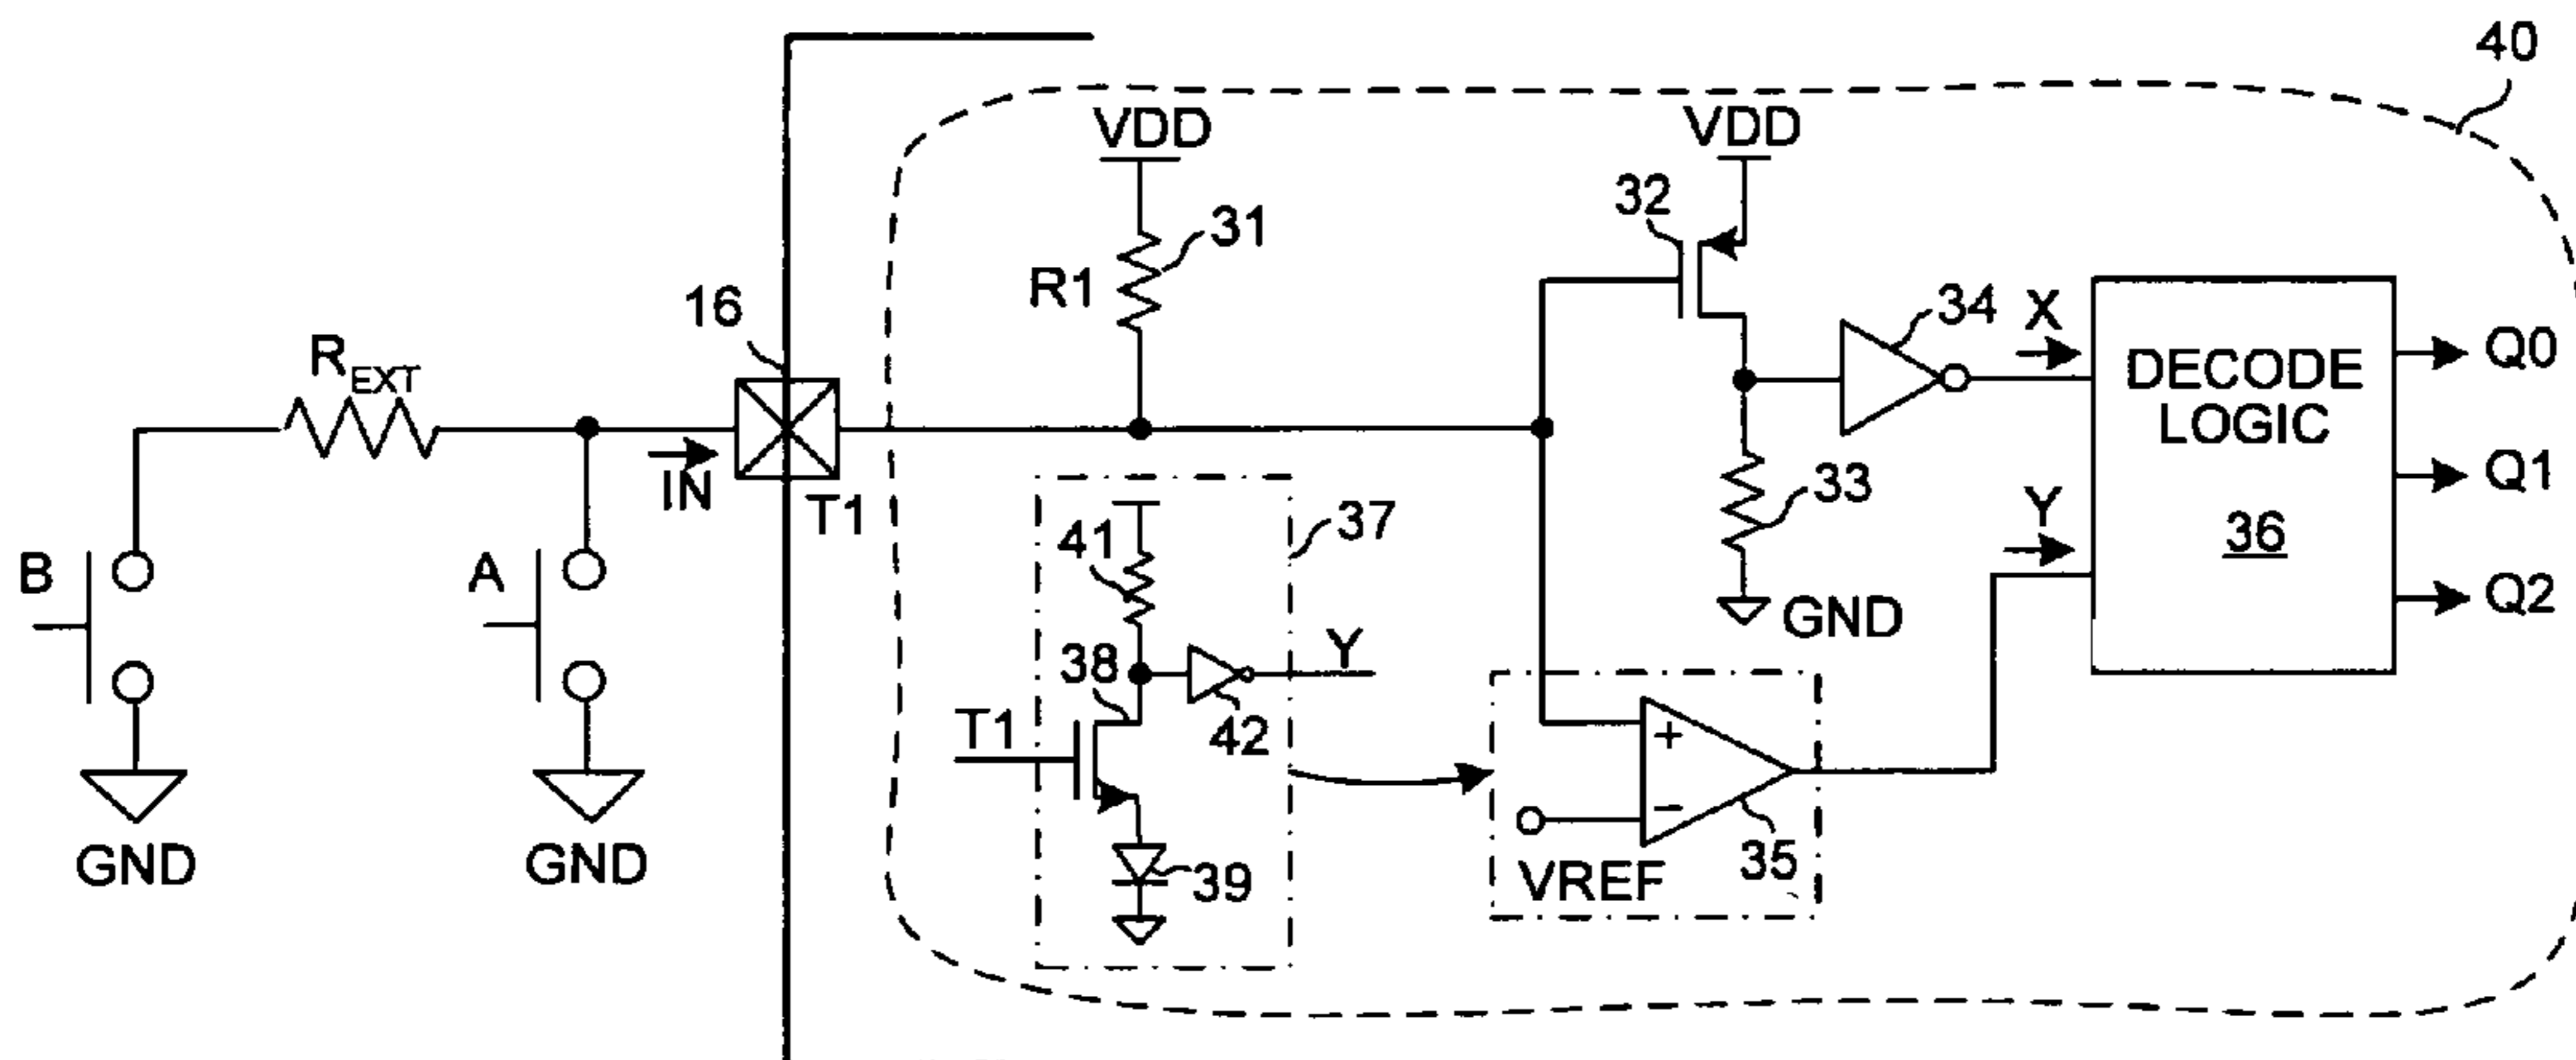 40
VDD
VDD
32
31
R1
34
X
16
R_EXT
Q0
DECODE
LOGIC
36
Q1
Q2
IN
T1
33
Y
37
41
GND
B
A
38
Y
42
T1
39
VREF
35
+
−
GND
GND